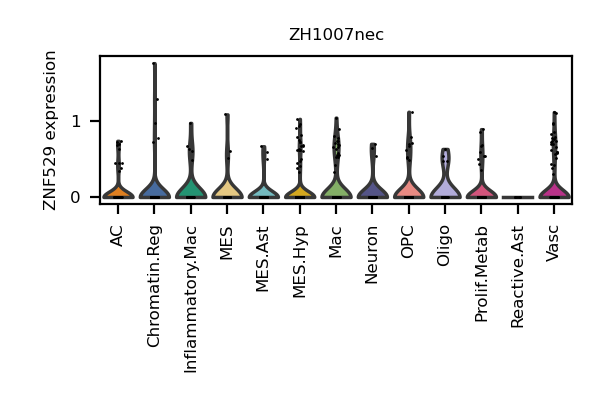 ZH1007nec
ZNF529 expression
1
0
AC
Chromatin.Reg
Inflammatory.Mac
MES
MES.Ast
MES.Hyp
Mac
Neuron
OPC
Oligo
Prolif.Metab
Reactive.Ast
Vasc